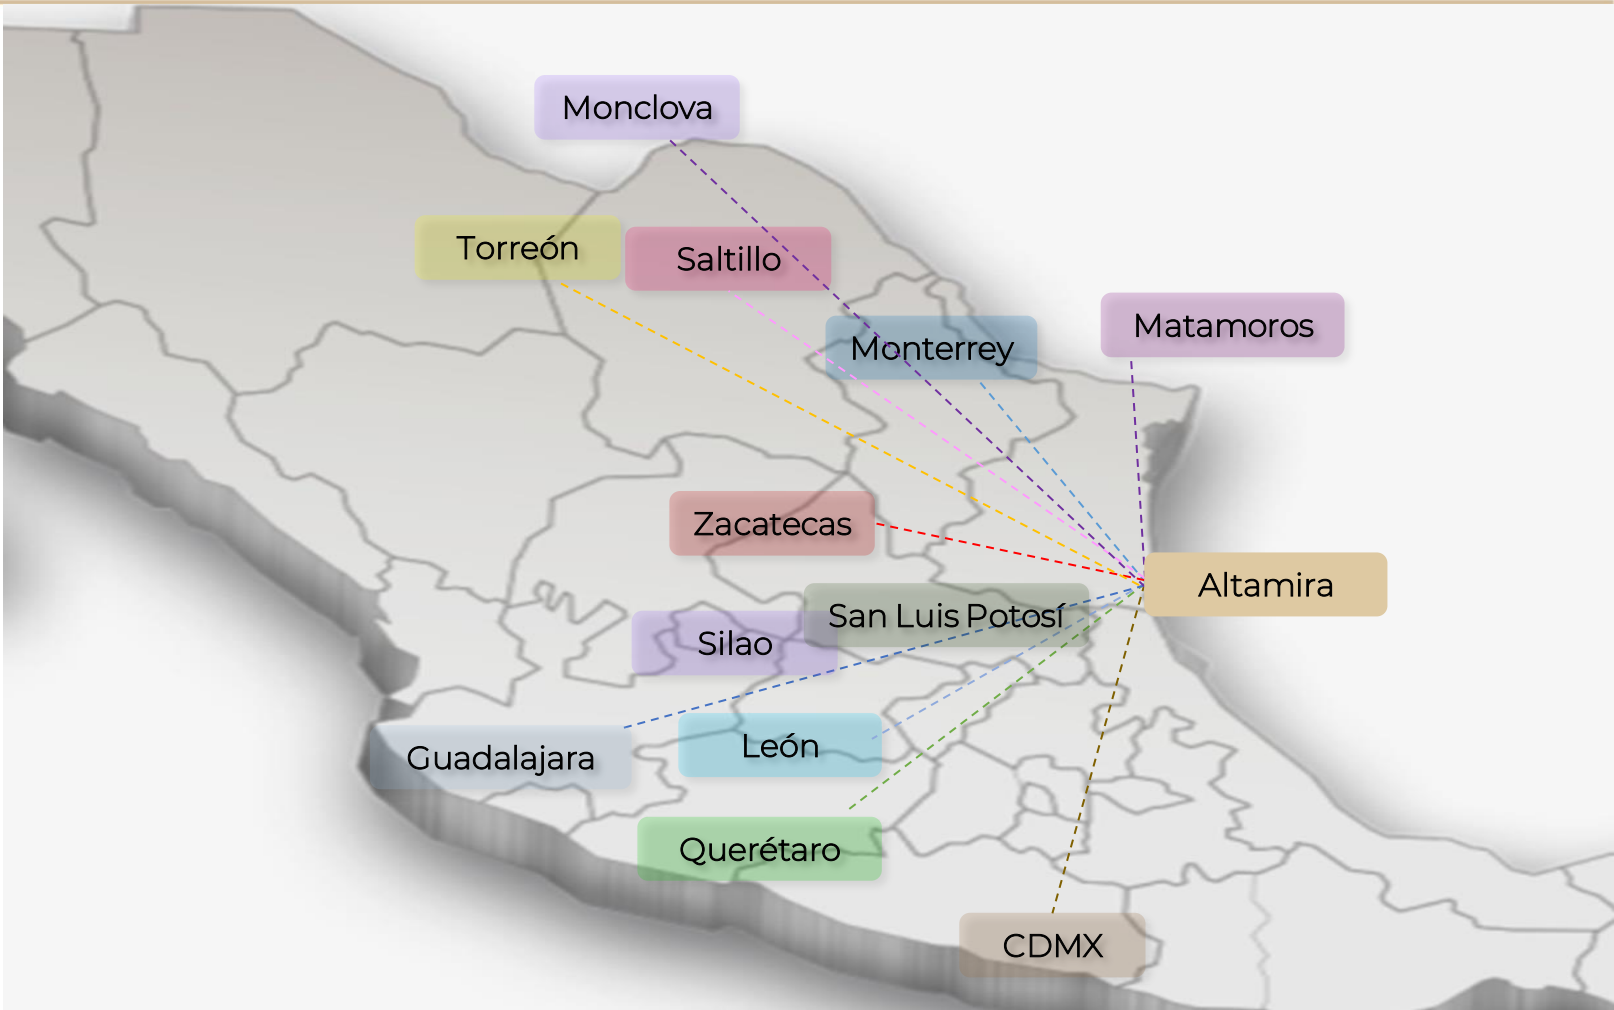 Monclova
Torreón
Saltillo
Matamoros
Monterrey
Zacatecas
Altamira
San Luis Potosí
Silao
León
Guadalajara
Querétaro
CDMX